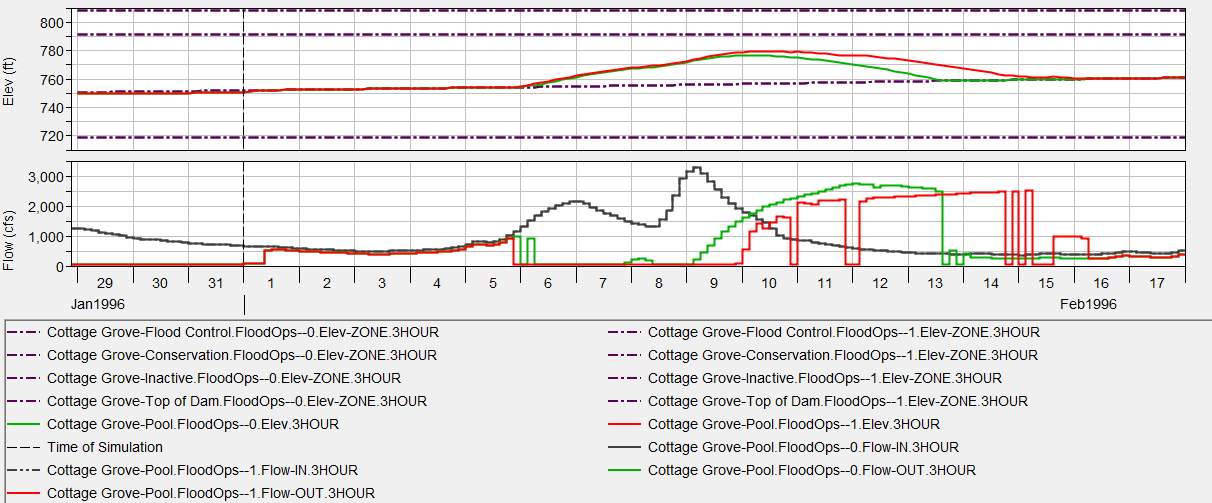 800
780
760
740
720
Elev (ft)
3,000
2,000
1,000
0
Flow (cfs)
29 30 31 1 2 3 4 5 6 7 8 9 10 11 12 13 14 15 16 17
Jan1996 Feb1996
Cottage Grove-Flood Control.FloodOps--0.Elev-ZONE.3HOUR Cottage Grove-Flood Control.FloodOps--1.Elev-ZONE.3HOUR
Cottage Grove-Conservation.FloodOps--0.Elev-ZONE.3HOUR Cottage Grove-Conservation.FloodOps--1.Elev-ZONE.3HOUR
Cottage Grove-Inactive.FloodOps--0.Elev-ZONE.3HOUR Cottage Grove-Inactive.FloodOps--1.Elev-ZONE.3HOUR
Cottage Grove-Top of Dam.FloodOps--0.Elev-ZONE.3HOUR Cottage Grove-Top of Dam.FloodOps--1.Elev-ZONE.3HOUR
Cottage Grove-Pool.FloodOps--0.Elev.3HOUR Cottage Grove-Pool.FloodOps--1.Elev.3HOUR
Time of Simulation Cottage Grove-Pool.FloodOps--0.Flow-IN.3HOUR
Cottage Grove-Pool.FloodOps--1.Flow-IN.3HOUR Cottage Grove-Pool.FloodOps--0.Flow-OUT.3HOUR
Cottage Grove-Pool.FloodOps--1.Flow-OUT.3HOUR